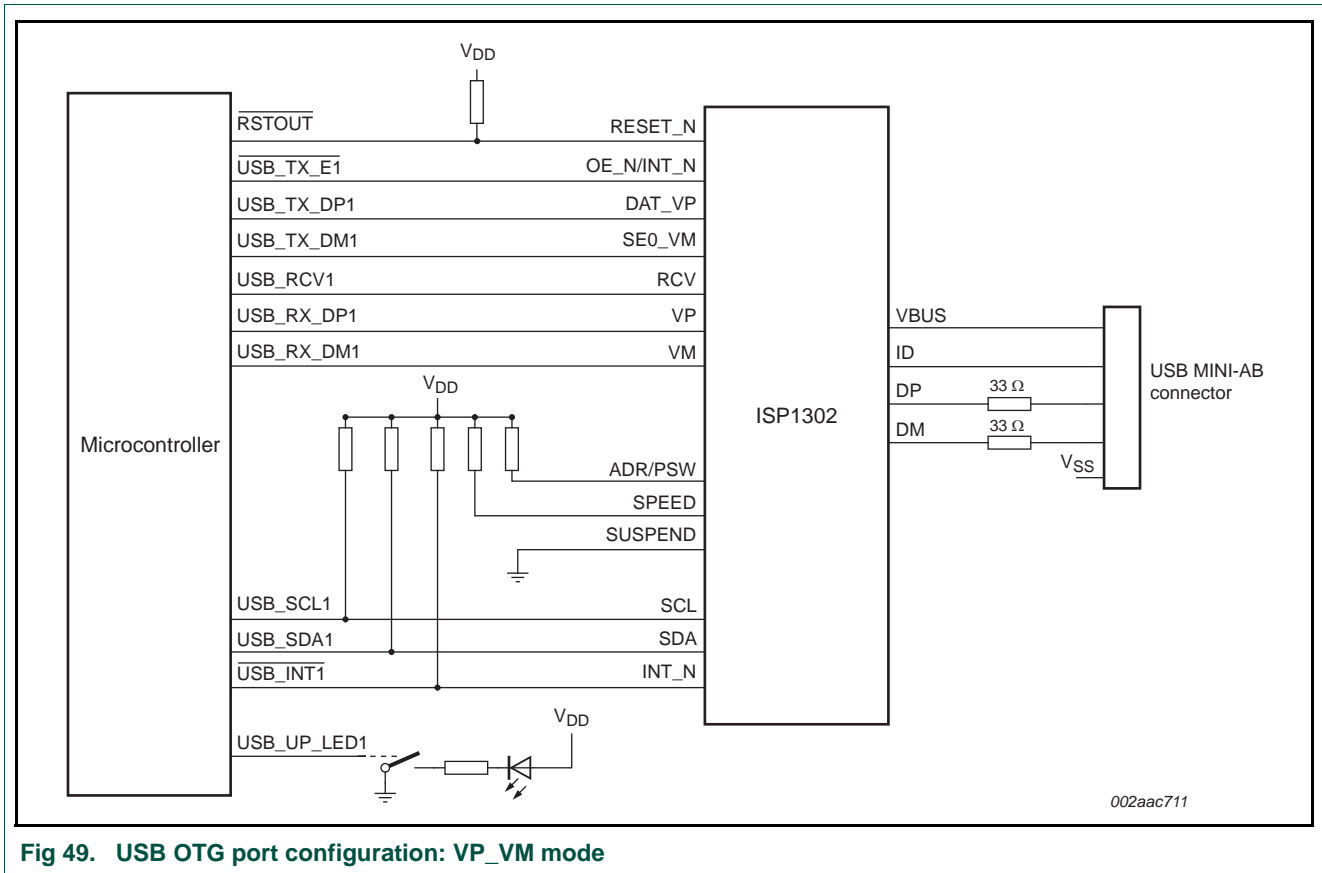 VDD
RSTOUT
RESET_N
USB_TX_E1
OE_N/INT_N
USB_TX_DP1
DAT_VP
USB_TX_DM1
SE0_VM
USB_RCV1
RCV
USB_RX_DP1
VP
USB_RX_DM1
VM
VBUS
ID
DP
33 Ω
DM
33 Ω
VSS
USB MINI-AB
connector
ISP1302
Microcontroller
VDD
ADR/PSW
SPEED
SUSPEND
USB_SCL1
SCL
USB_SDA1
SDA
USB_INT1
INT_N
USB_UP_LED1
VDD
002aac711
Fig 49. USB OTG port configuration: VP_VM mode